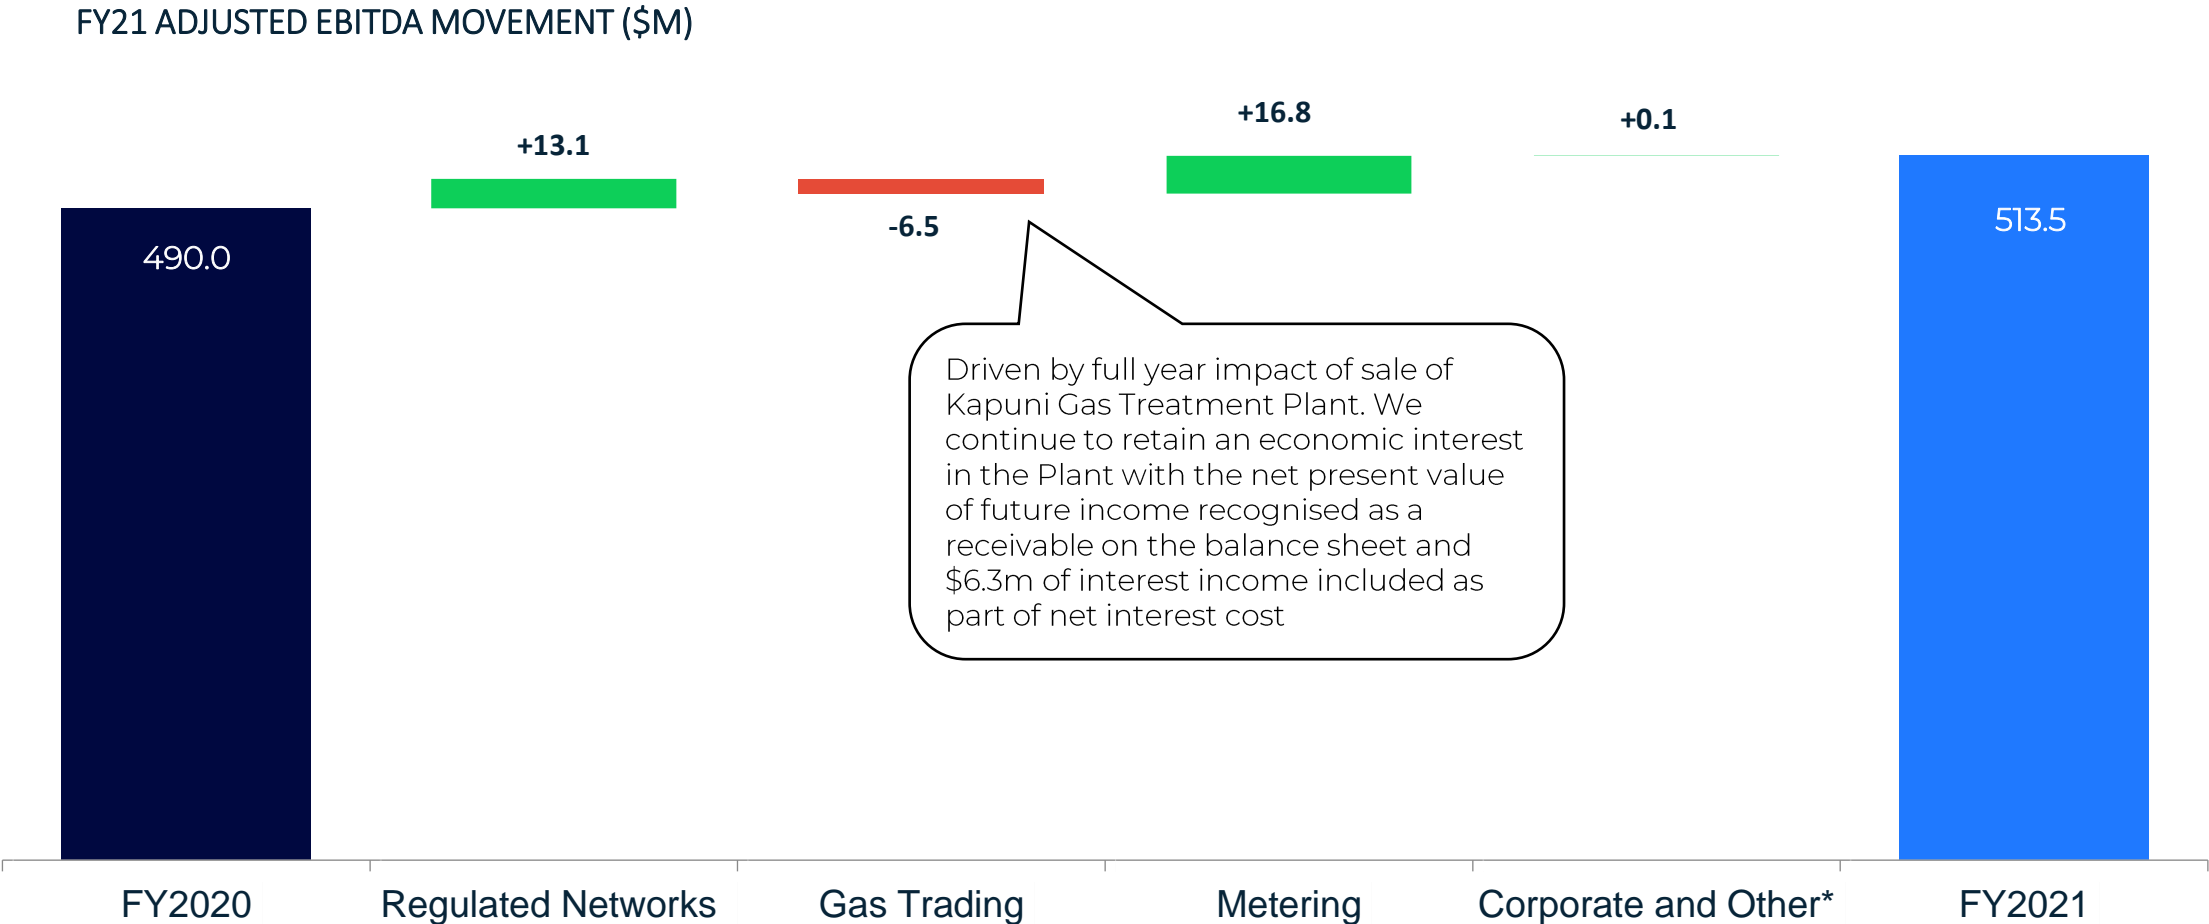 FY21 ADJUSTED EBITDA MOVEMENT ($M)
+13.1
+16.8
+0.1
490.0
-6.5
513.5
Driven by full year impact of sale of
Kapuni Gas Treatment Plant. We
continue to retain an economic interest
in the Plant with the net present value
of future income recognised as a
receivable on the balance sheet and
$6.3m of interest income included as
part of net interest cost
FY2020
Regulated Networks
Gas Trading
Metering
Corporate and Other*
FY2021